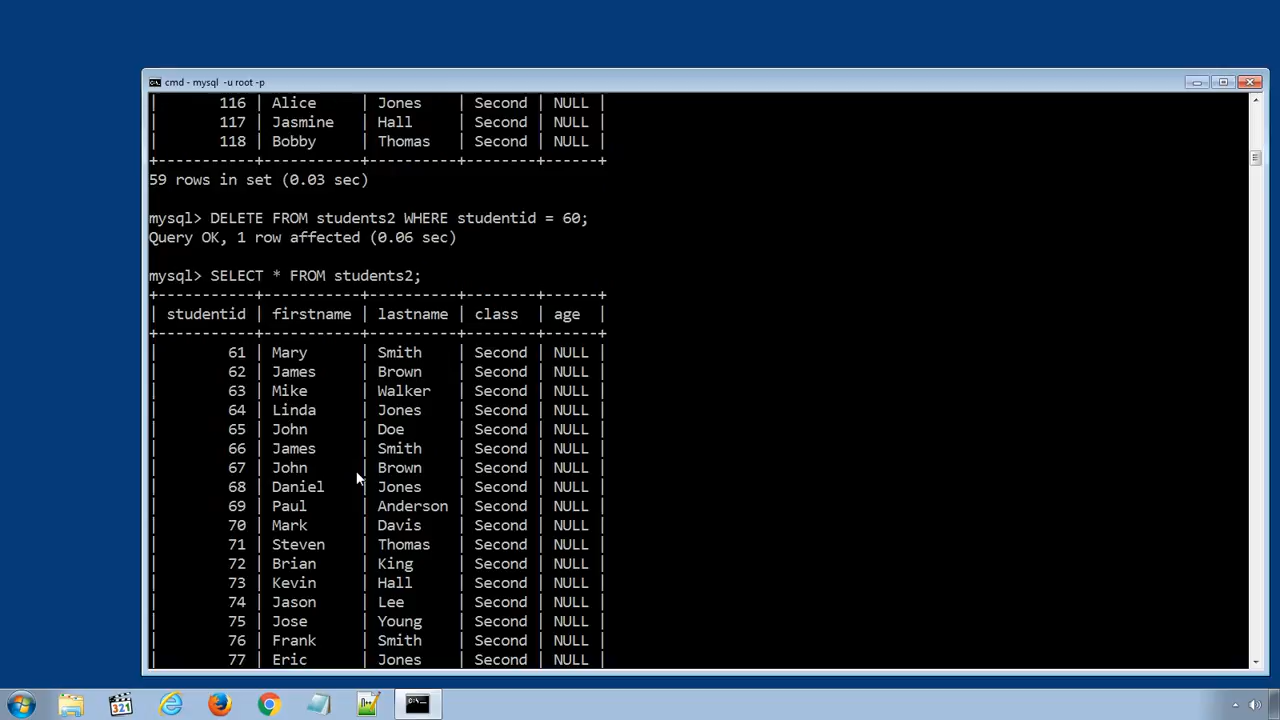 cmd - mysql -u root -p
| 116 | Alice | Jones | Second | NULL |
| 117 | Jasmine | Hall | Second | NULL |
| 118 | Bobby | Thomas | Second | NULL |
+-----------+-----------+----------+--------+------+
59 rows in set (0.03 sec)
mysql> DELETE FROM students2 WHERE studentid = 60;
Query OK, 1 row affected (0.06 sec)
mysql> SELECT * FROM students2;
+-----------+-----------+----------+--------+------+
| studentid | firstname | lastname | class | age |
+-----------+-----------+----------+--------+------+
| 61 | Mary | Smith | Second | NULL |
| 62 | James | Brown | Second | NULL |
| 63 | Mike | Walker | Second | NULL |
| 64 | Linda | Jones | Second | NULL |
| 65 | John | Doe | Second | NULL |
| 66 | James | Smith | Second | NULL |
| 67 | John | Brown | Second | NULL |
| 68 | Daniel | Jones | Second | NULL |
| 69 | Paul | Anderson | Second | NULL |
| 70 | Mark | Davis | Second | NULL |
| 71 | Steven | Thomas | Second | NULL |
| 72 | Brian | King | Second | NULL |
| 73 | Kevin | Hall | Second | NULL |
| 74 | Jason | Lee | Second | NULL |
| 75 | Jose | Young | Second | NULL |
| 76 | Frank | Smith | Second | NULL |
| 77 | Eric | Jones | Second | NULL |
321